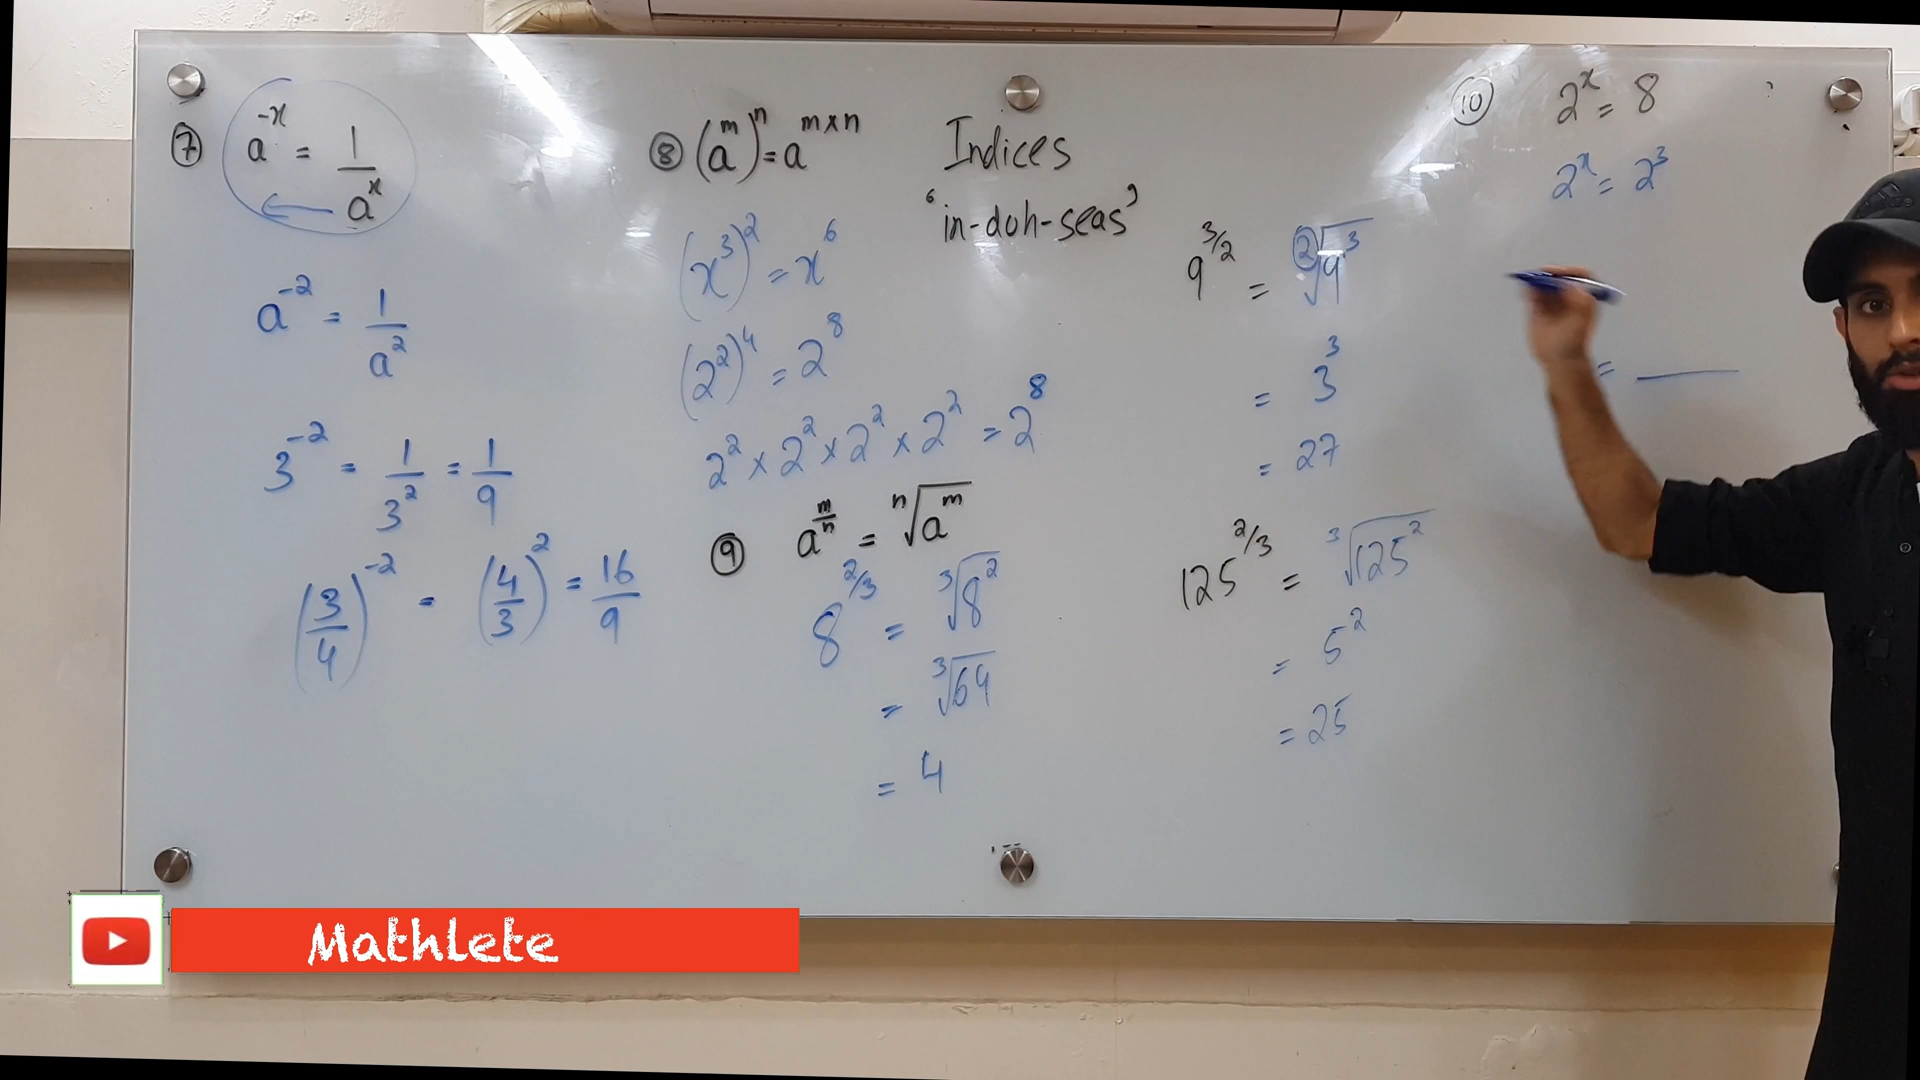 ⑦ a^{-x} = 1/a^x
a^{-2} = 1/a^2
3^{-2} = 1/3^2 = 1/9
(3/4)^{-2} = (4/3)^2 = 16/9
⑧ (a^m)^n = a^{m×n}
(x^3)^2 = x^6
(2^2)^4 = 2^8
2^2 × 2^2 × 2^2 × 2^2 = 2^8
⑨ a^{m/n} = ⁿ√a^m
8^{2/3} = ³√8^2
= ³√64
= 4
Indices
'in-duh-seas'
9^{3/2} = ²√9^3
= 3^3
= 27
125^{2/3} = ³√125^2
= 5^2
= 25
⑩ 2^x = 8
2^x = 2^3
=
Mathlete